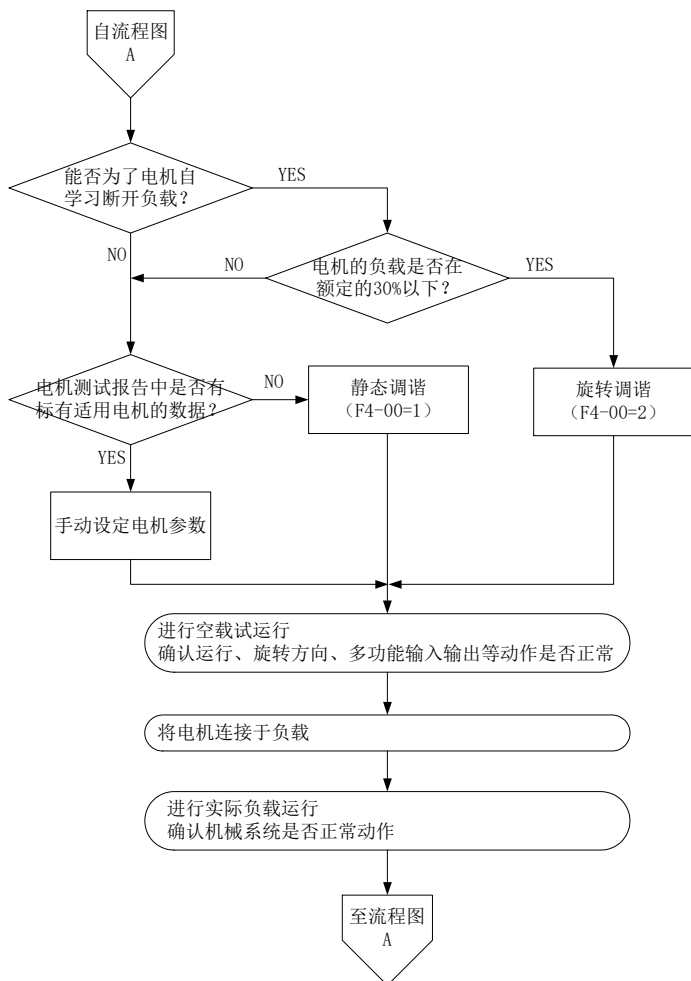 自流程图
A
能否为了电机自
学习断开负载？
YES
NO
电机的负载是否在
额定的30%以下？
NO
YES
电机测试报告中是否有
标有适用电机的数据？
NO
YES
静态调谐
（F4-00=1）
旋转调谐
（F4-00=2）
手动设定电机参数
进行空载试运行
确认运行、旋转方向、多功能输入输出等动作是否正常
将电机连接于负载
进行实际负载运行
确认机械系统是否正常动作
至流程图
A